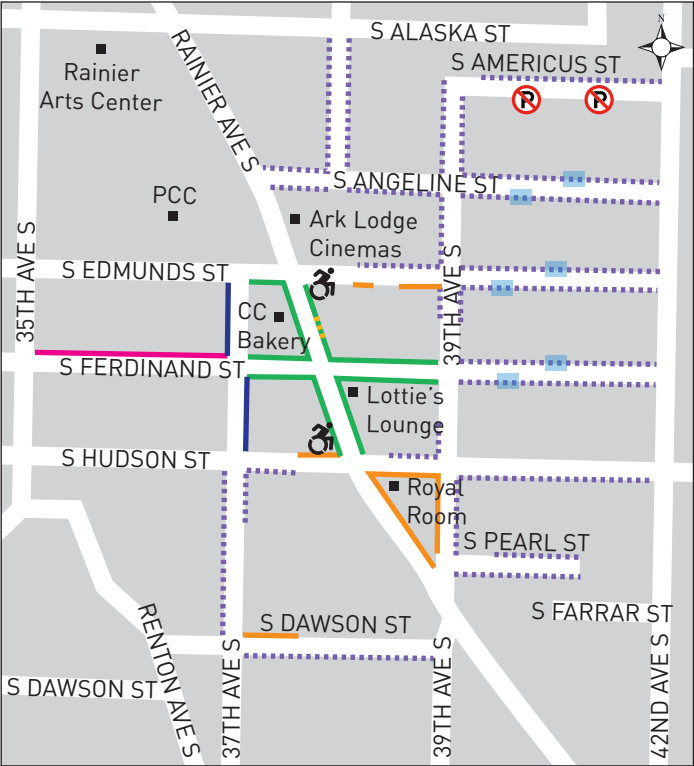 S ALASKA ST
N
S AMERICUS ST
RAINIER AVE S
Rainier
Arts Center
P
P
S ANGELINE ST
PCC
Ark Lodge
Cinemas
35TH AVE S
S EDMUNDS ST
39TH AVE S
CC
Bakery
S FERDINAND ST
Lottie's
Lounge
S HUDSON ST
Royal
Room
S PEARL ST
RENTON AVE S
S DAWSON ST
S FARRAR ST
S DAWSON ST
37TH AVE S
39TH AVE S
42ND AVE S